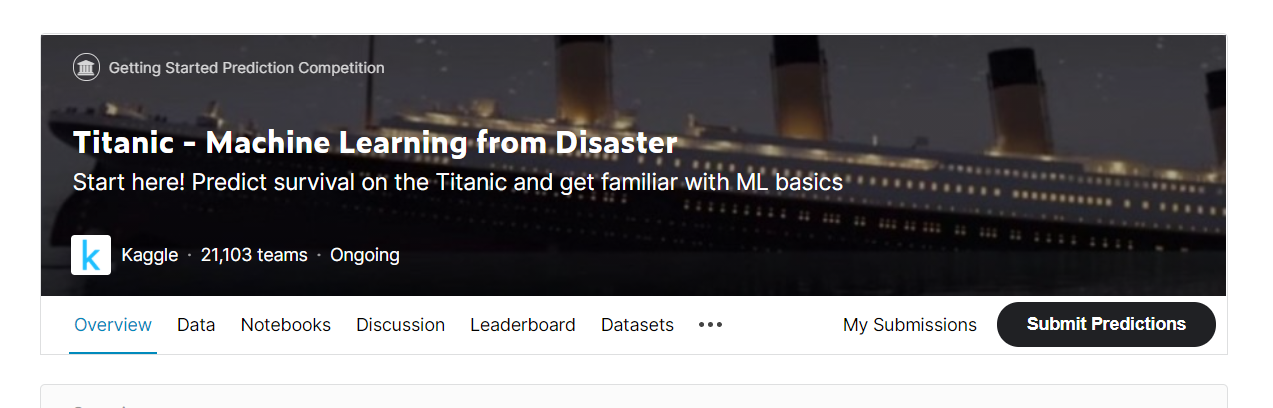 Getting Started Prediction Competition
Titanic - Machine Learning from Disaster
Start here! Predict survival on the Titanic and get familiar with ML basics
k
Kaggle · 21,103 teams · Ongoing
Overview Data Notebooks Discussion Leaderboard Datasets ••• My Submissions Submit Predictions